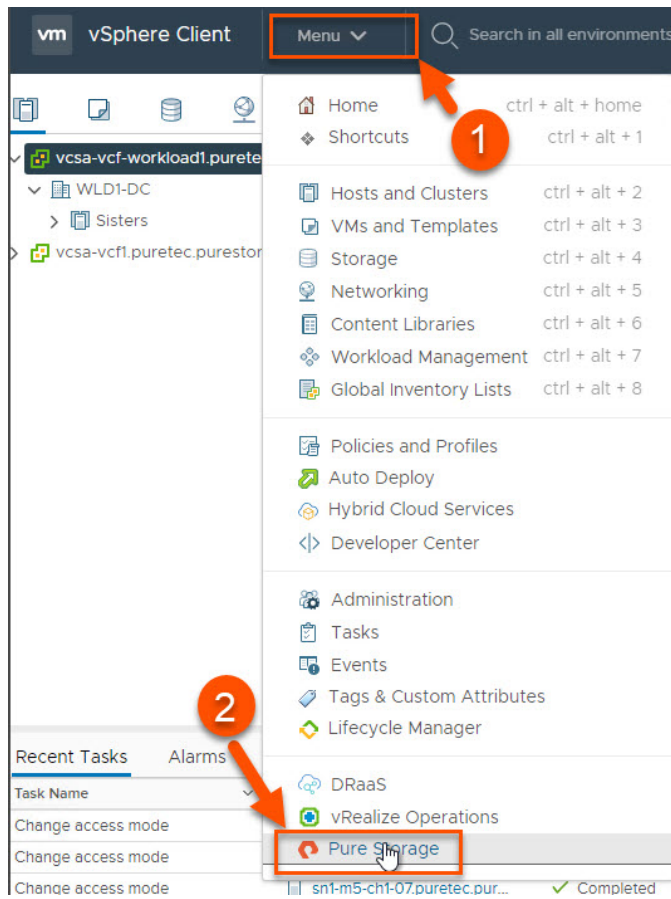 vm vSphere Client Menu Search in all environments
Home ctrl + alt + home
1
Shortcuts ctrl + alt + 1
vcsa-vcf-workload1.purete
WLD1-DC
Sisters
vcsa-vcf1.puretec.purestor
Hosts and Clusters ctrl + alt + 2
VMs and Templates ctrl + alt + 3
Storage ctrl + alt + 4
Networking ctrl + alt + 5
Content Libraries ctrl + alt + 6
Workload Management ctrl + alt + 7
Global Inventory Lists ctrl + alt + 8
Policies and Profiles
Auto Deploy
Hybrid Cloud Services
Developer Center
Administration
Tasks
Events
Tags & Custom Attributes
Lifecycle Manager
2
DRaaS
vRealize Operations
Pure Storage
Recent Tasks Alarms
Task Name
Change access mode
Change access mode
Change access mode sn1-m5-ch1-07.puretec.pur... Completed